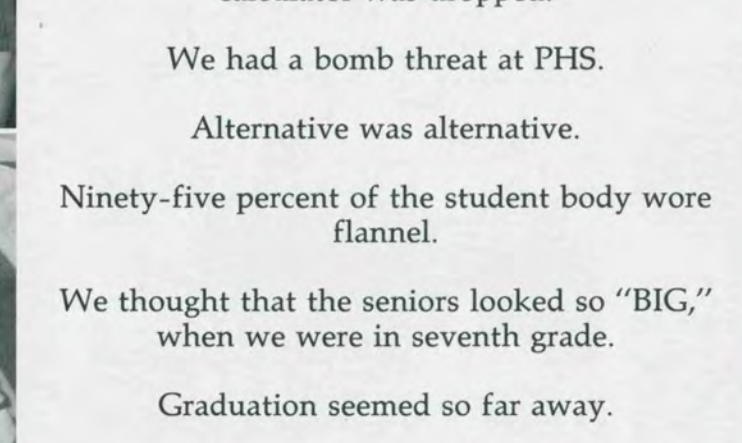 We had a bomb threat at PHS.
Alternative was alternative.
Ninety-five percent of the student body wore
flannel.
We thought that the seniors looked so "BIG,"
when we were in seventh grade.
Graduation seemed so far away.